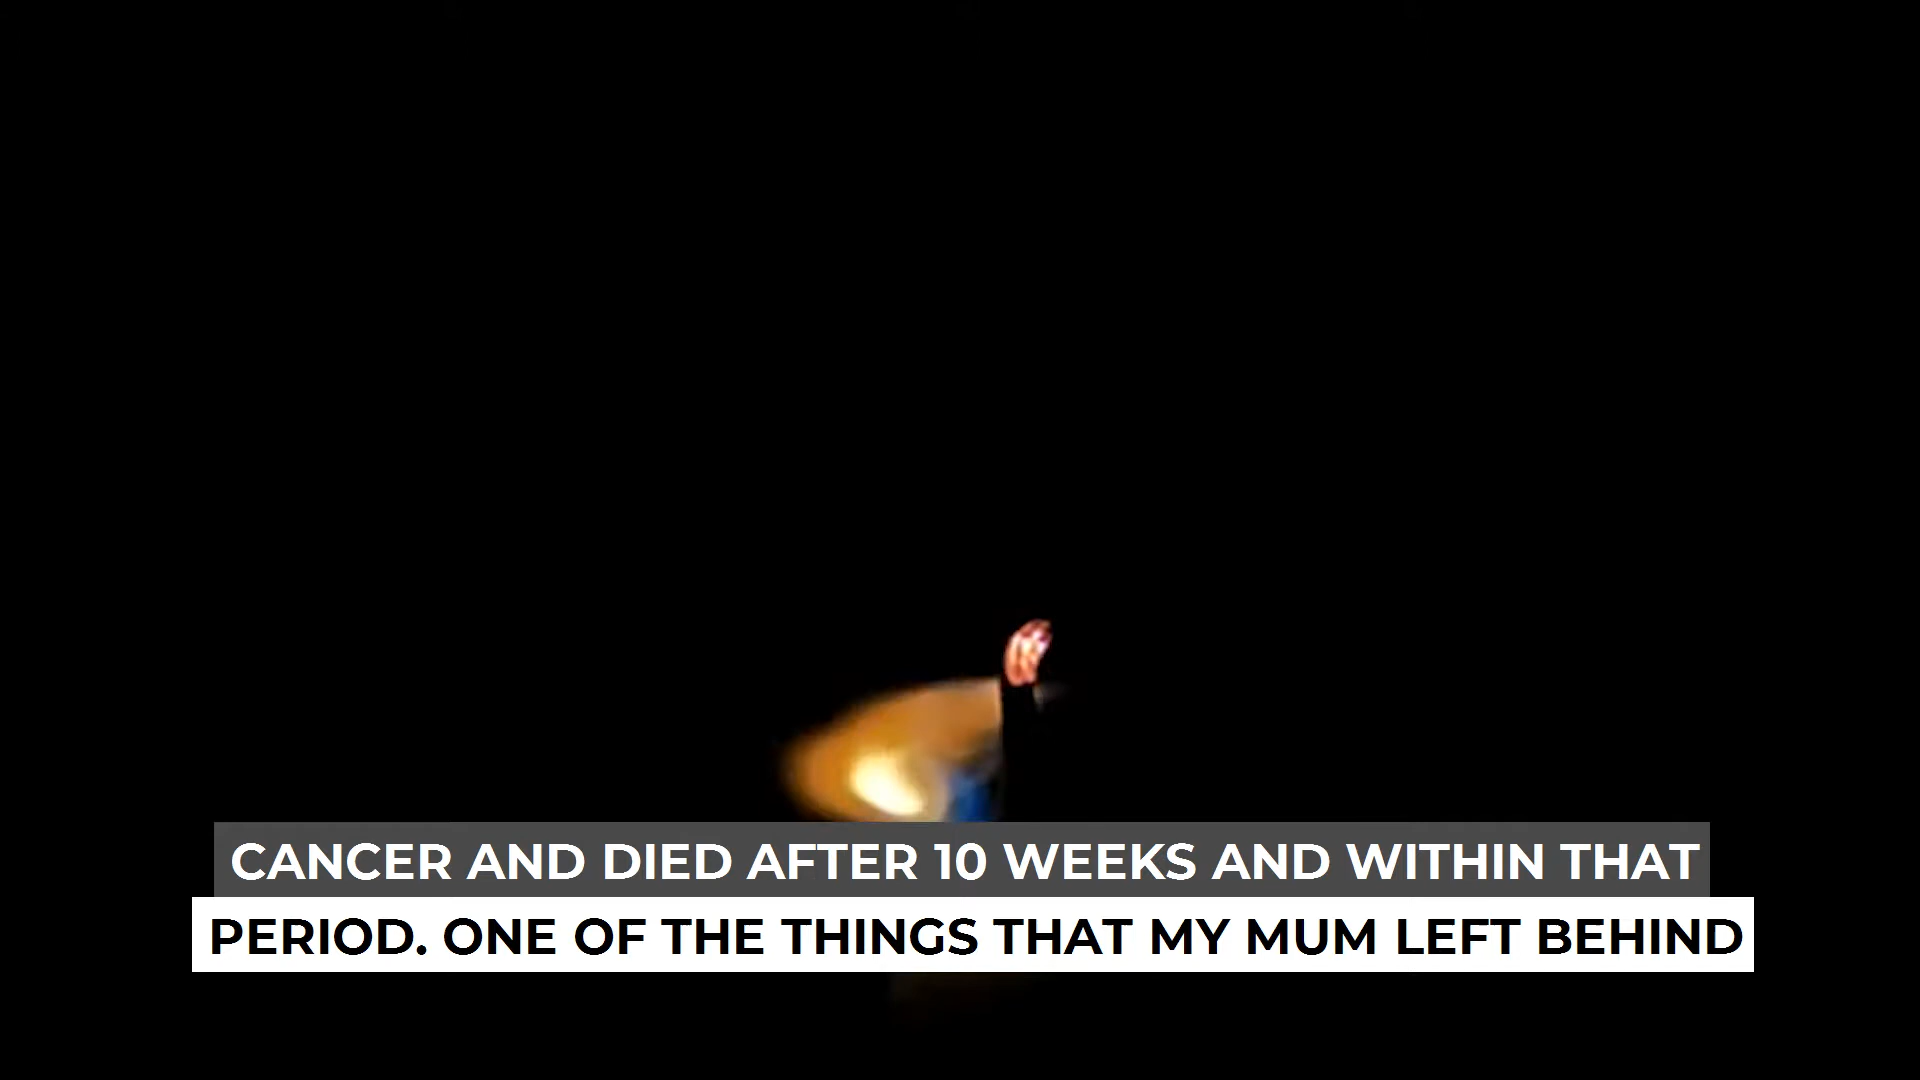 CANCER AND DIED AFTER 10 WEEKS AND WITHIN THAT
PERIOD. ONE OF THE THINGS THAT MY MUM LEFT BEHIND